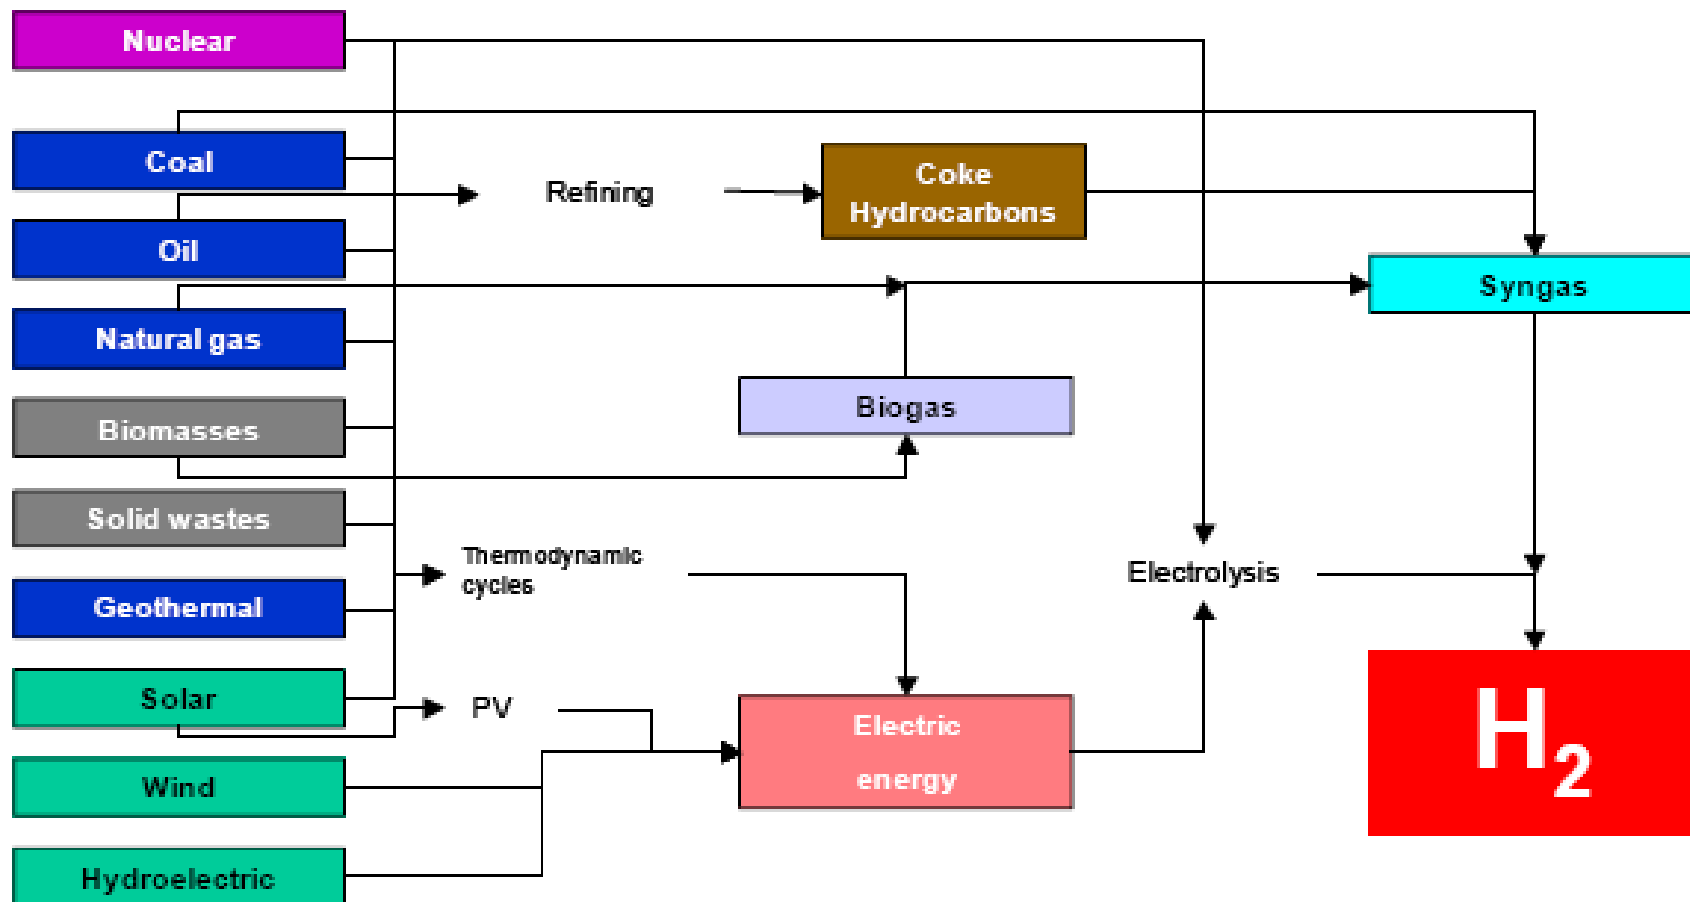 Nuclear
Coal
Oil
Natural gas
Biomasses
Solid wastes
Geothermal
Solar
Wind
Hydroelectric
Refining
Thermodynamic
cycles
PV
Coke
Hydrocarbons
Biogas
Electric
energy
Electrolysis
Syngas
H₂